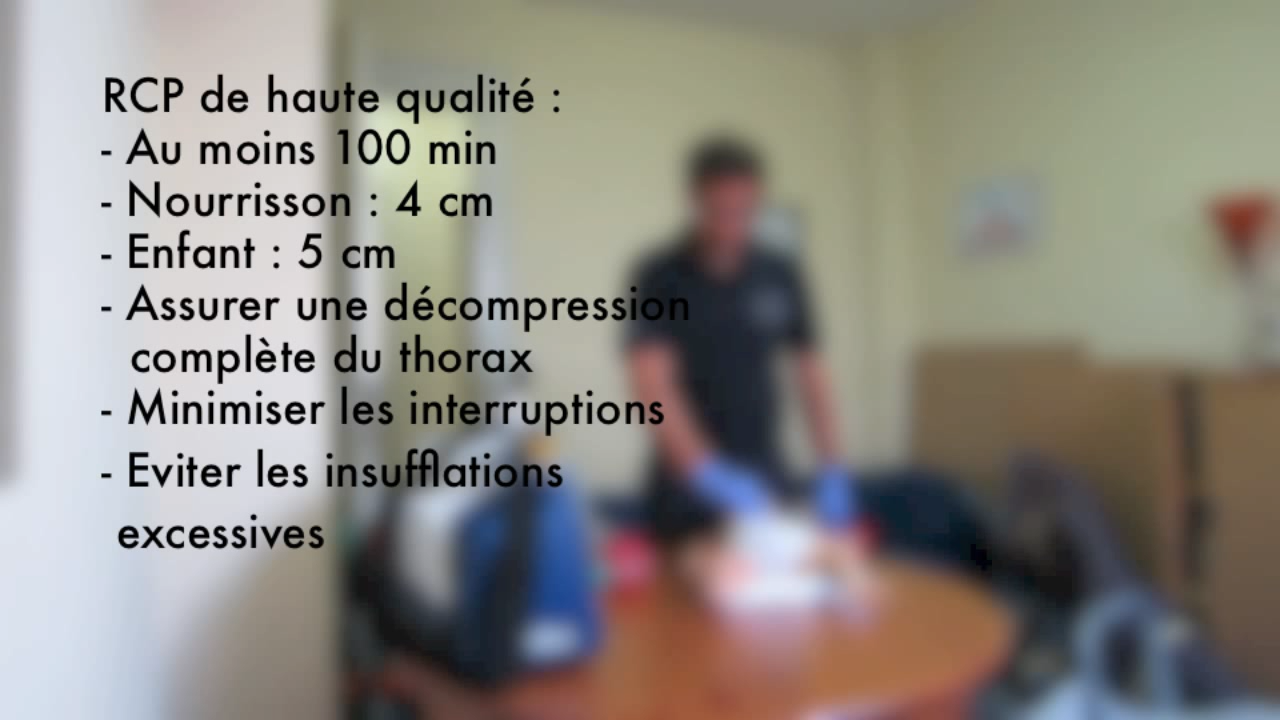 RCP de haute qualité :
- Au moins 100 min
- Nourrisson : 4 cm
- Enfant : 5 cm
- Assurer une décompression
complète du thorax
- Minimiser les interruptions
- Eviter les insufflations
excessives